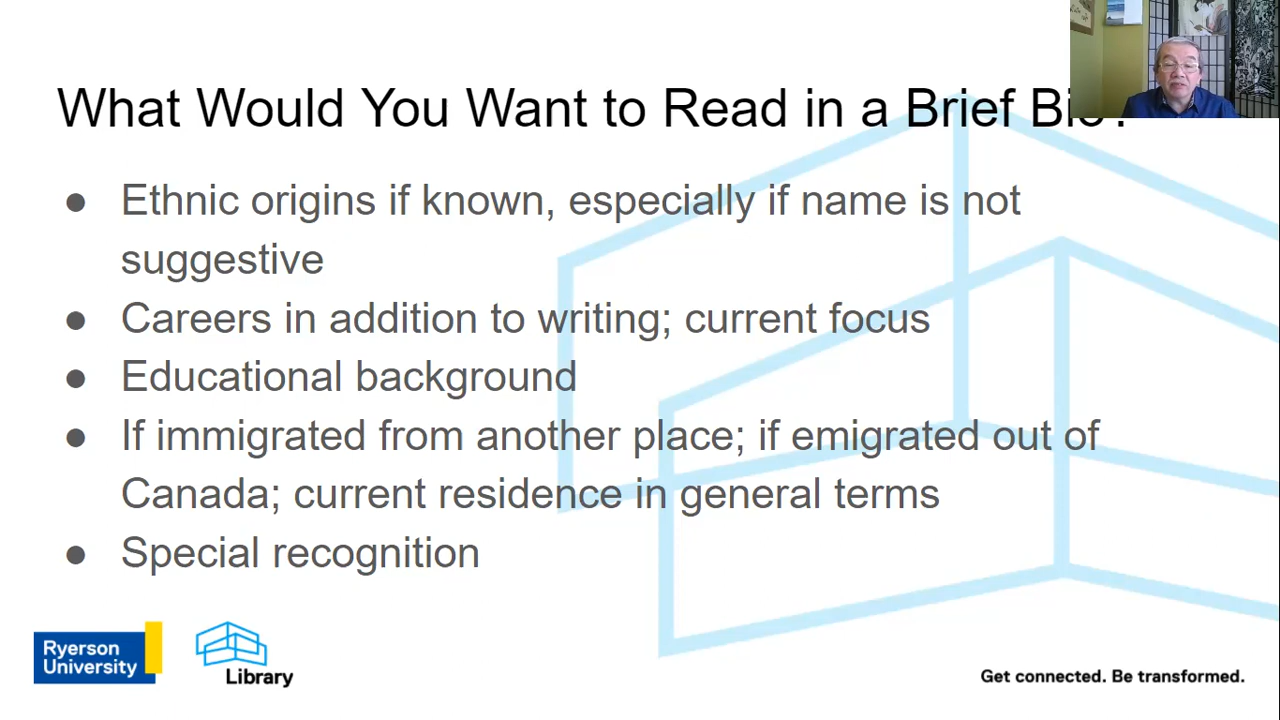 What Would You Want to Read in a Brief
● Ethnic origins if known, especially if name is not
suggestive
● Careers in addition to writing; current focus
● Educational background
● If immigrated from another place; if emigrated out of
Canada; current residence in general terms
● Special recognition
Ryerson
University
Library
Get connected. Be transformed.